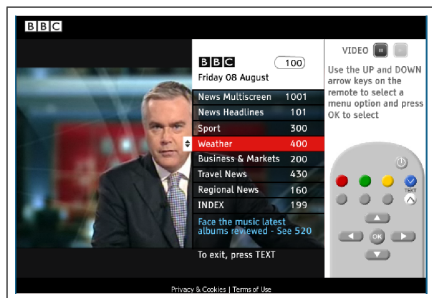 BBC
BBC 100
Friday 08 August
News Multiscreen 1001
News Headlines 101
Sport 300
Weather 400
Business & Markets 200
Travel News 430
Regional News 160
INDEX 199
Face the music latest
albums reviewed - See 520
To exit, press TEXT
VIDEO
Use the UP and DOWN
arrow keys on the
remote to select a
menu option and press
OK to select
TEXT
OK
Privacy & Cookies | Terms of Use